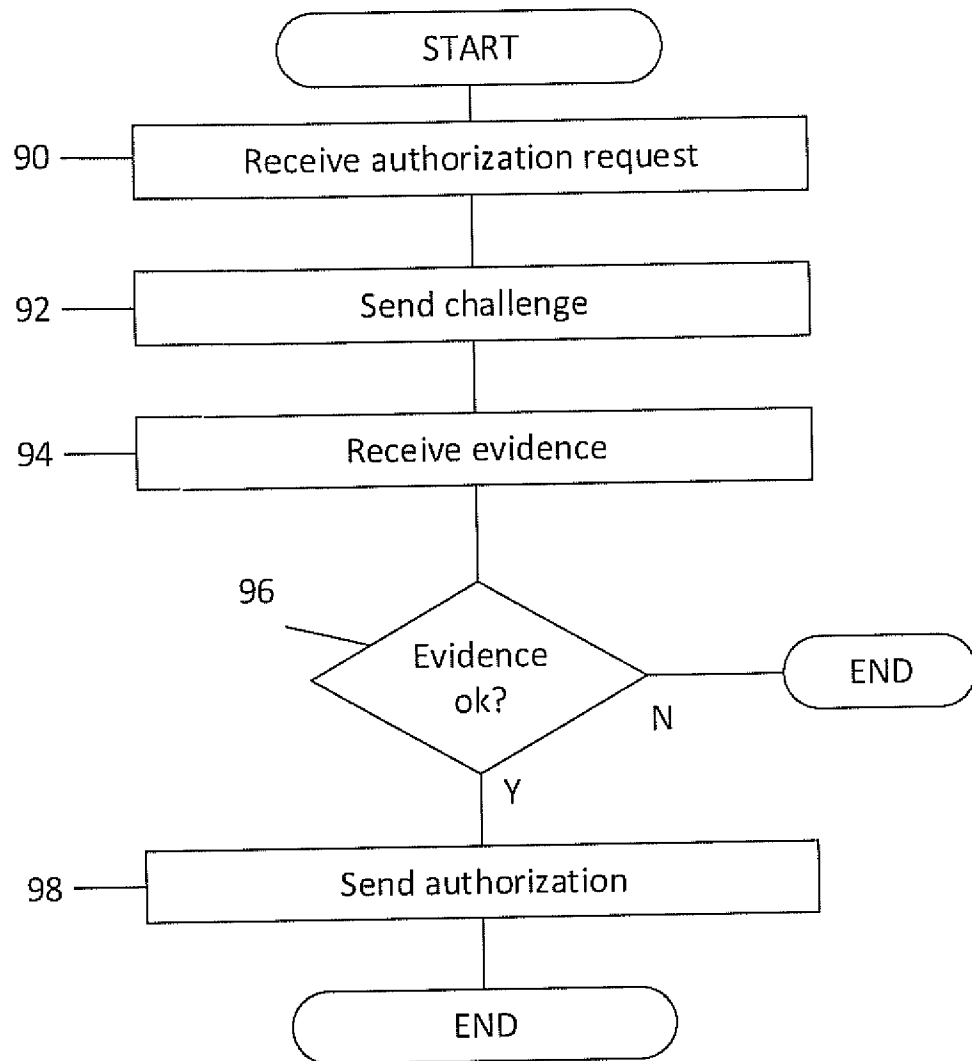 START
90
Receive authorization request
92
Send challenge
94
Receive evidence
96
Evidence
ok?
END
N
Y
98
Send authorization
END